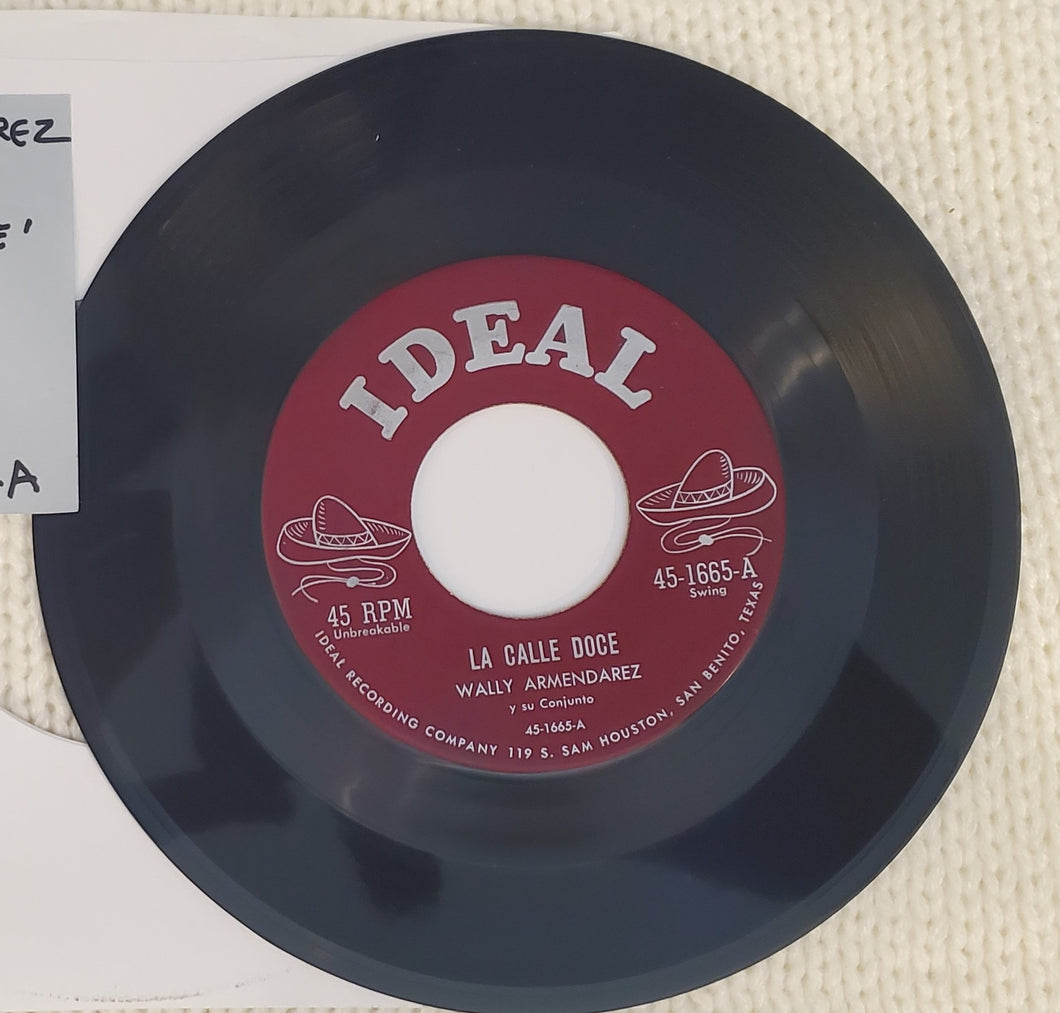 REZ
E'
-A
IDEAL
45 RPM
Unbreakable
45-1665-A
Swing
LA CALLE DOCE
WALLY ARMENDAREZ
y su Conjunto
45-1665-A
IDEAL RECORDING COMPANY 119 S. SAM HOUSTON, SAN BENITO, TEXAS